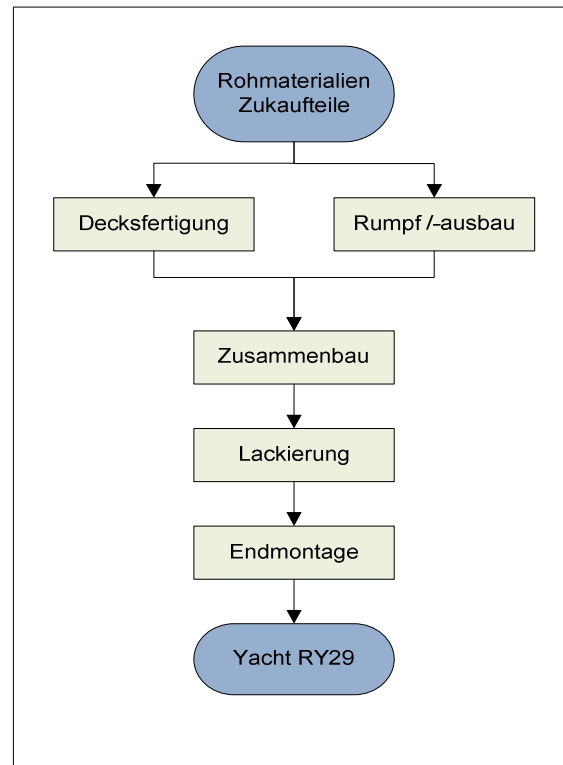 Rohmaterialien
Zukaufteile
Decksfertigung
Rumpf /-ausbau
Zusammenbau
Lackierung
Endmontage
Yacht RY29